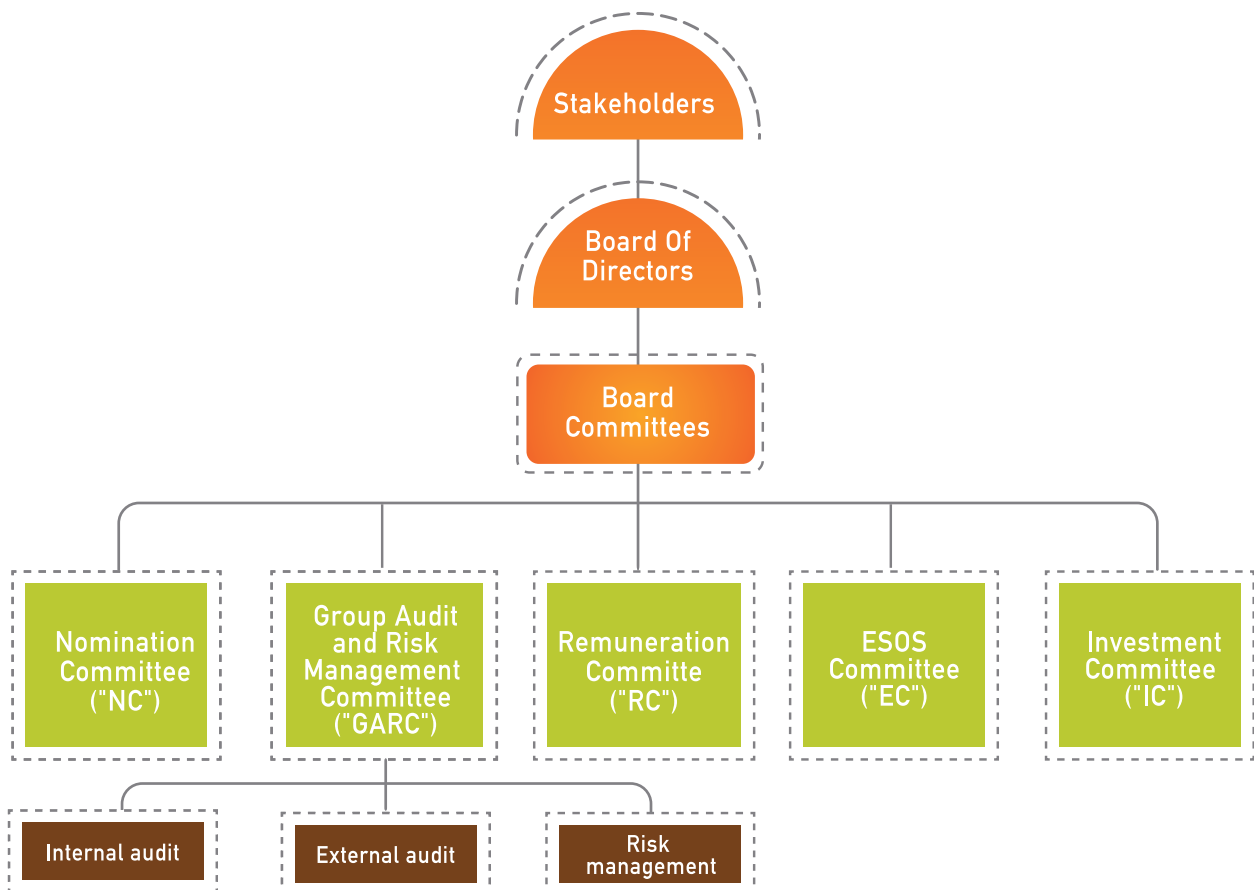 Stakeholders
Board Of
Directors
Board
Committees
Nomination
Committee
("NC")
Group Audit
and Risk
Management
Committee
("GARC")
Remuneration
Committe
("RC")
ESOS
Committee
("EC")
Investment
Committee
("IC")
Internal audit
External audit
Risk
management